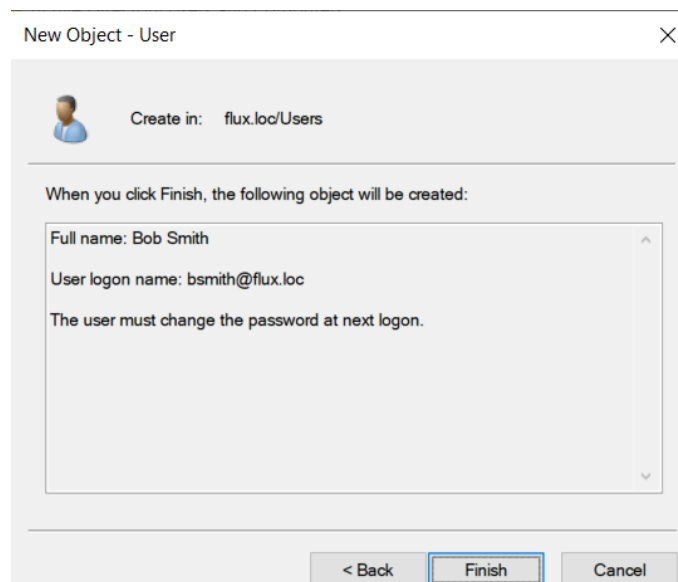 New Object - User
Create in: flux.loc/Users
When you click Finish, the following object will be created:
Full name: Bob Smith
User logon name: bsmith@flux.loc
The user must change the password at next logon.
< Back Finish Cancel